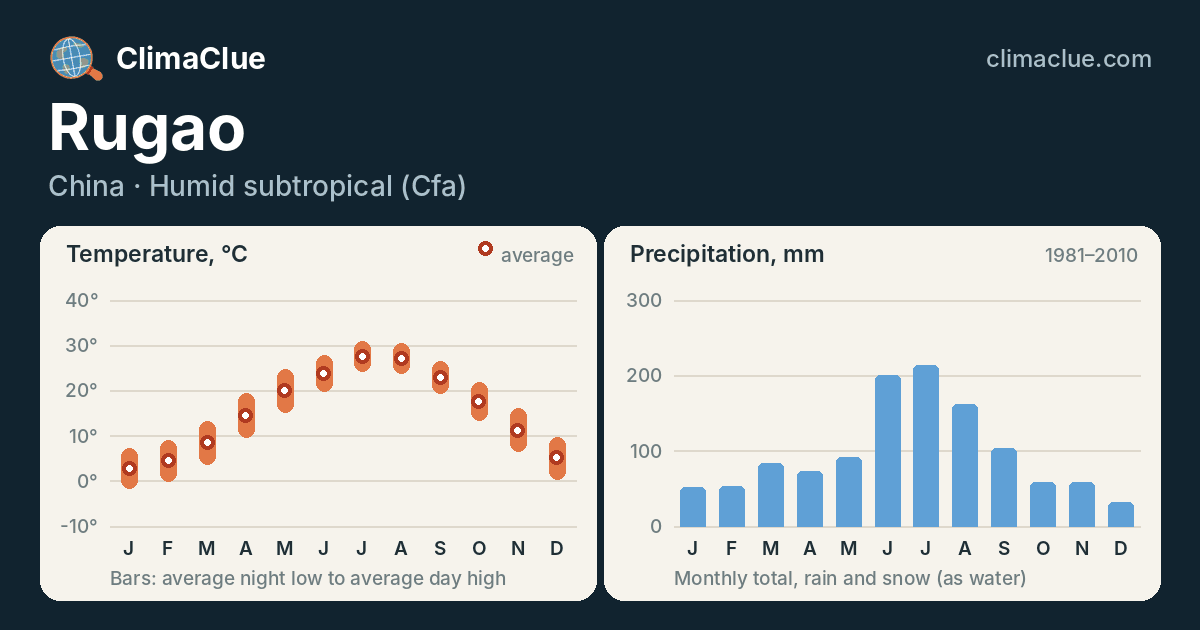 ClimaClue
climaclue.com
Rugao
China · Humid subtropical (Cfa)
Temperature, °C
average
40°
30°
20°
10°
0°
-10°
J F M A M J J A S O N D
Bars: average night low to average day high
Precipitation, mm
1981–2010
300
200
100
0
J F M A M J J A S O N D
Monthly total, rain and snow (as water)